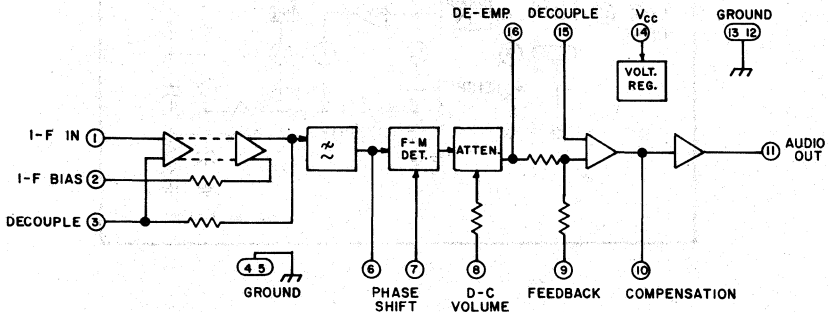 DE-EMP. DECOUPLE VCC GROUND
16 15 14 13 12
VOLT.
REG.
I-F IN 1
F-M
DET.
ATTEN.
11 AUDIO
OUT
I-F BIAS 2
DECOUPLE 3
4 5
GROUND
6 7 8 9 10
PHASE
SHIFT
D-C
VOLUME
FEEDBACK
COMPENSATION